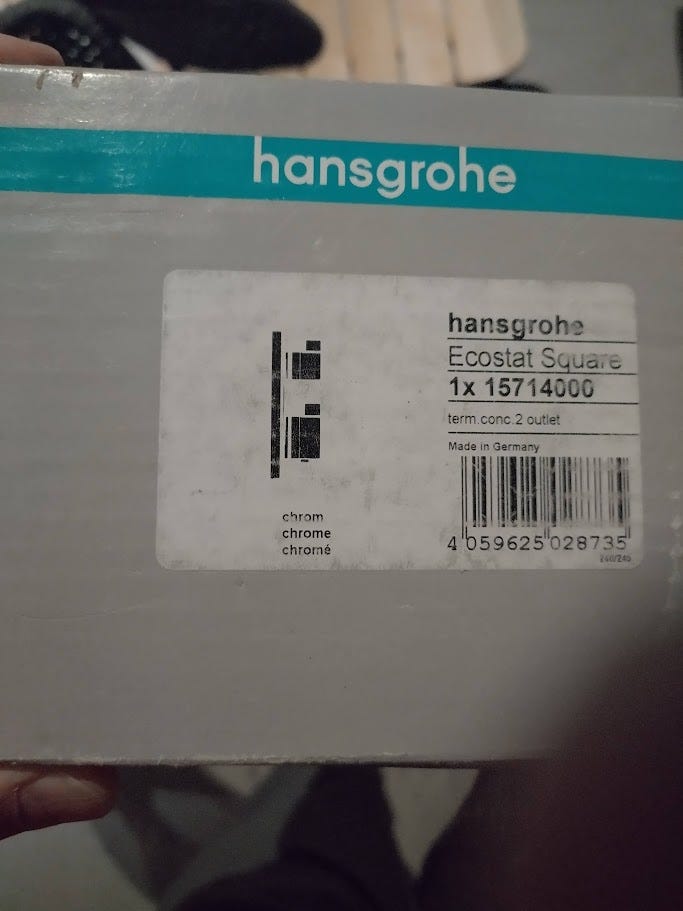 hansgrohe
hansgrohe
Ecostat Square
1x 15714000
term.conc.2 outlet
Made in Germany
chrom
chrome
chromé
4 059625 028735